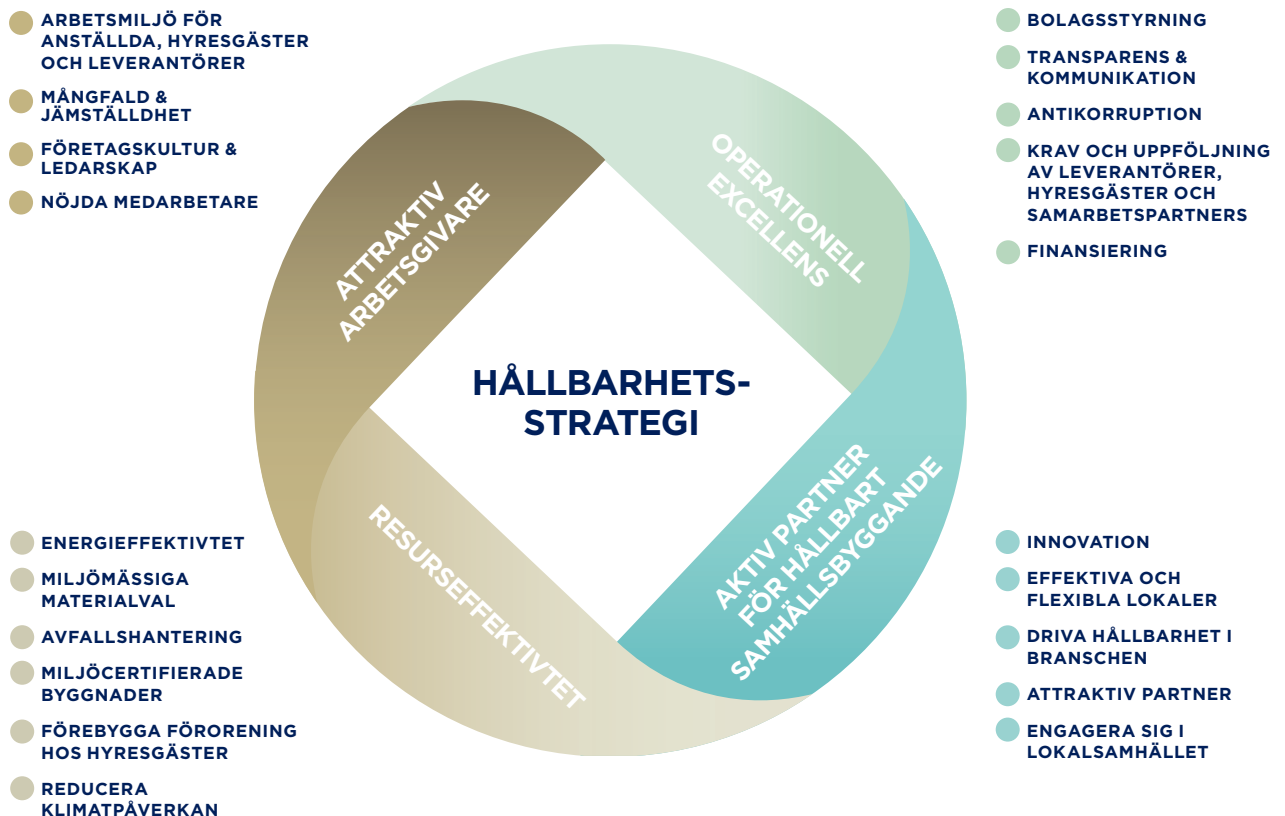 ARBETSMILJÖ FÖR
ANSTÄLLDA, HYRESGÄSTER
OCH LEVERANTÖRER
MÅNGFALD &
JÄMSTÄLLDHET
FÖRETAGSKULTUR &
LEDARSKAP
NÖJDA MEDARBETARE
BOLAGSSTYRNING
TRANSPARENS &
KOMMUNIKATION
ANTIKORRUPTION
KRAV OCH UPPFÖLJNING
AV LEVERANTÖRER,
HYRESGÄSTER OCH
SAMARBETSPARTNERS
FINANSIERING
ATTRAKTIV
ARBETSGIVARE
OPERATIONELL
EXCELLENS
HÅLLBARHETS-
STRATEGI
RESURSEFFEKTIVTET
AKTIV PARTNER
FÖR HÅLLBART
SAMHÄLLSBYGGANDE
ENERGIEFFEKTIVTET
MILJÖMÄSSIGA
MATERIALVAL
AVFALLSHANTERING
MILJÖCERTIFIERADE
BYGGNADER
FÖREBYGGA FÖRORENING
HOS HYRESGÄSTER
REDUCERA
KLIMATPÅVERKAN
INNOVATION
EFFEKTIVA OCH
FLEXIBLA LOKALER
DRIVA HÅLLBARHET I
BRANSCHEN
ATTRAKTIV PARTNER
ENGAGERA SIG I
LOKALSAMHÄLLET